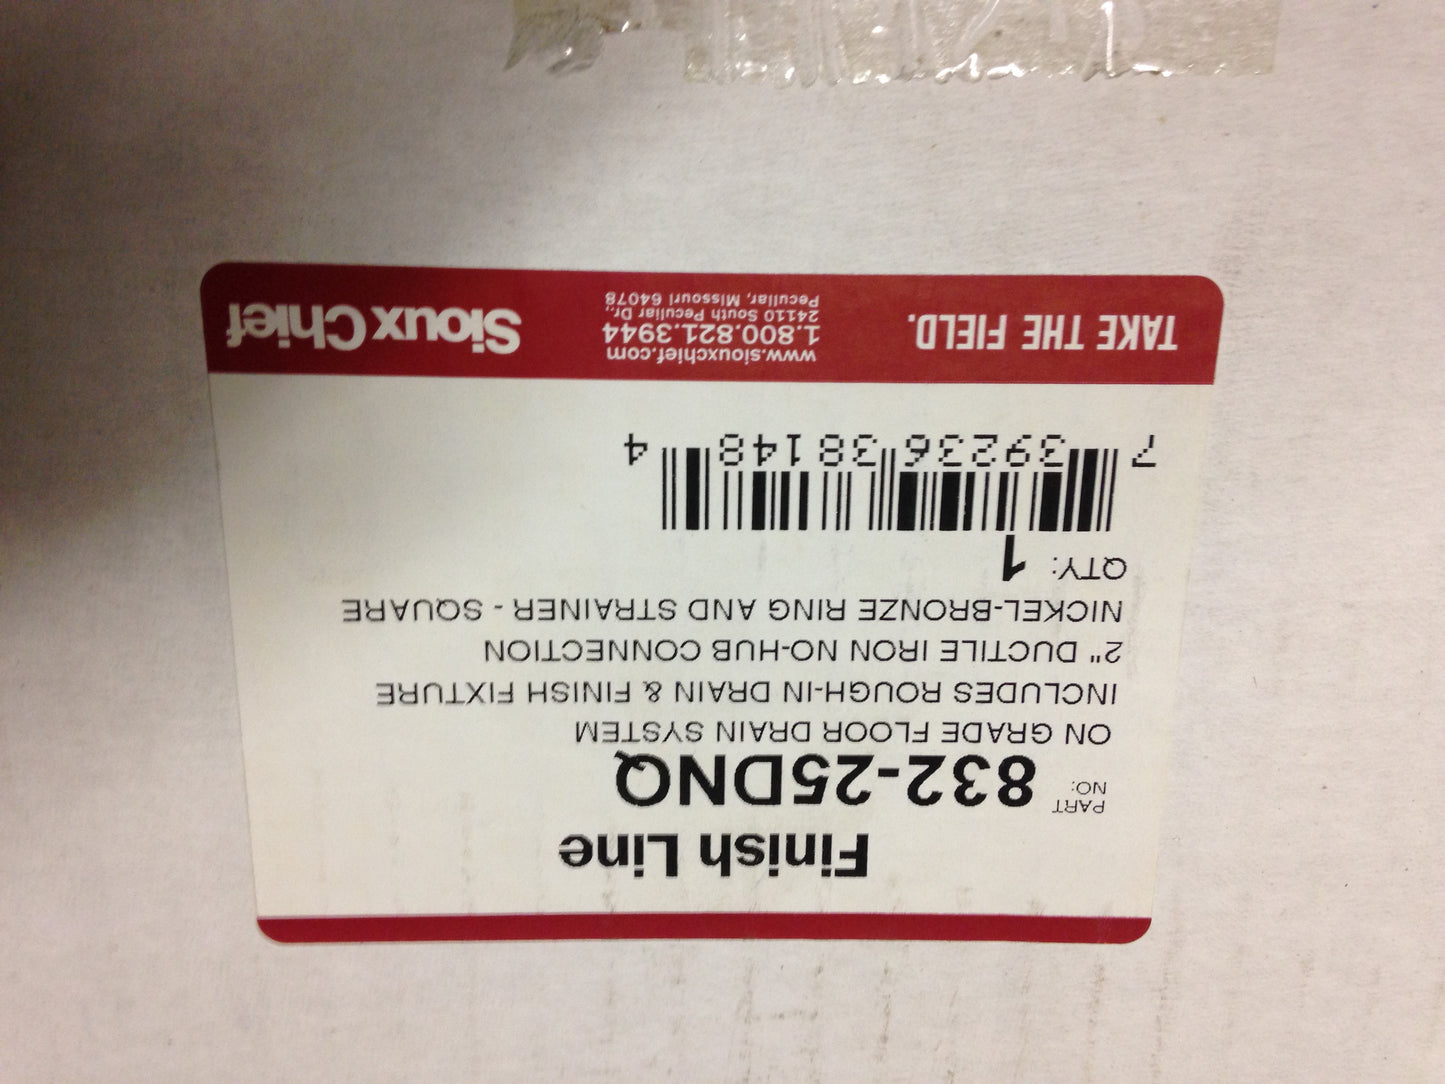 Finish Line
PART NO: 832-25DNQ
ON GRADE FLOOR DRAIN SYSTEM
INCLUDES ROUGH-IN DRAIN & FINISH FIXTURE
2" DUCTILE IRON NO-HUB CONNECTION
NICKEL-BRONZE RING AND STRAINER - SQUARE
QTY: 1
7 39236 38148 4
TAKE THE FIELD.
www.siouxchief.com
1.800.821.3944
24110 South Peculiar Dr.,
Peculiar, Missouri 64078
Sioux Chief